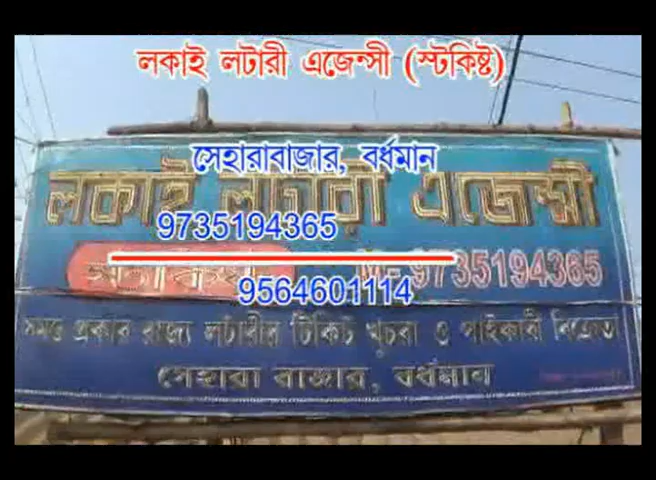 লকাই লটারী এজেন্সী (স্টকিষ্ট)
সেহারাবাজার, বর্ধমান
লকাই লটারী এজেন্সী
9735194365
M- 9735194365
9564601114
সমস্ত প্রকার রাজ্য লটারীর টিকিট খুচরা ও পাইকারী বিক্রেতা
সেহারা বাজার, বর্ধমান